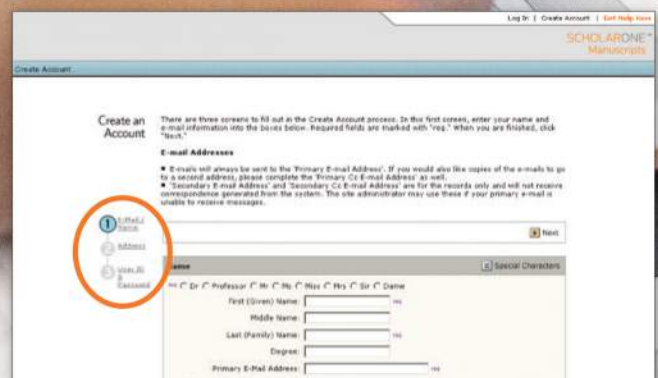 Log In | Create Account | Get Help Now
SCHOLARONE™
Manuscripts
Create Account
Create an
Account
There are three screens to fill out in the Create Account process. In this first screen, enter your name and
e-mail information into the boxes below. Required fields are marked with "req." When you are finished, click
"Next."
E-mail Addresses
■ E-mails will always be sent to the 'Primary E-mail Address'. If you would also like copies of the e-mails to go
to a second address, please complete the 'Primary Cc E-mail Address' as well.
■ 'Secondary E-mail Address' and 'Secondary Cc E-mail Address' are for the records only and will not receive
correspondence generated from the system. The site administrator may use these if your primary e-mail is
unable to receive messages.
1 E-Mail /
Name
2 Address
3 User ID
&
Password
Next
Name
Special Characters
req Dr Professor Mr Ms Miss Mrs Sir Dame
First (Given) Name: req
Middle Name:
Last (Family) Name: req
Degree:
Primary E-Mail Address: req